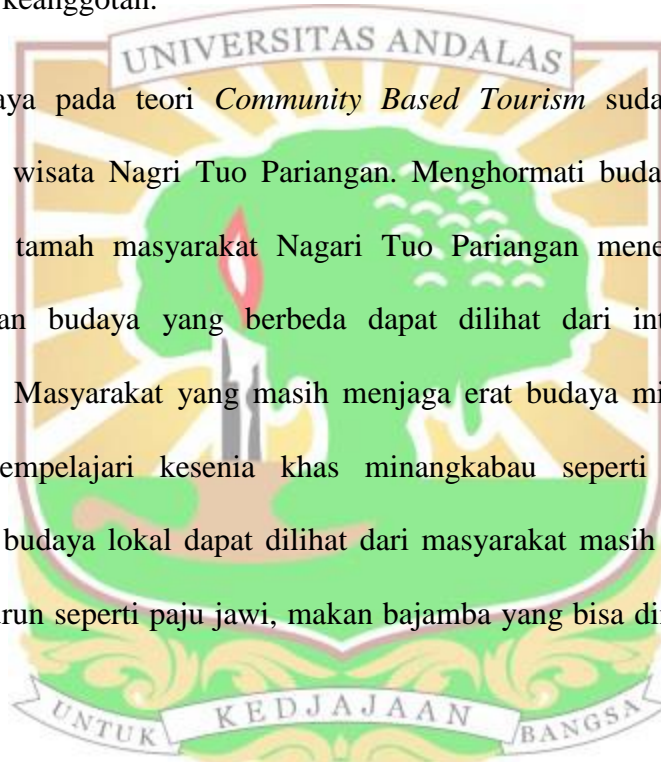 keanggotan.
UNIVERSITAS ANDALAS
aya pada teori Community Based Tourism suda
wisata Nagri Tuo Pariangan. Menghormati buda
tamah masyarakat Nagari Tuo Pariangan mene
an budaya yang berbeda dapat dilihat dari int
Masyarakat yang masih menjaga erat budaya mi
empelajari kesenia khas minangkabau seperti
budaya lokal dapat dilihat dari masyarakat masih
urun seperti paju jawi, makan bajamba yang bisa di
UNTUK KEDJAJAAN BANGSA